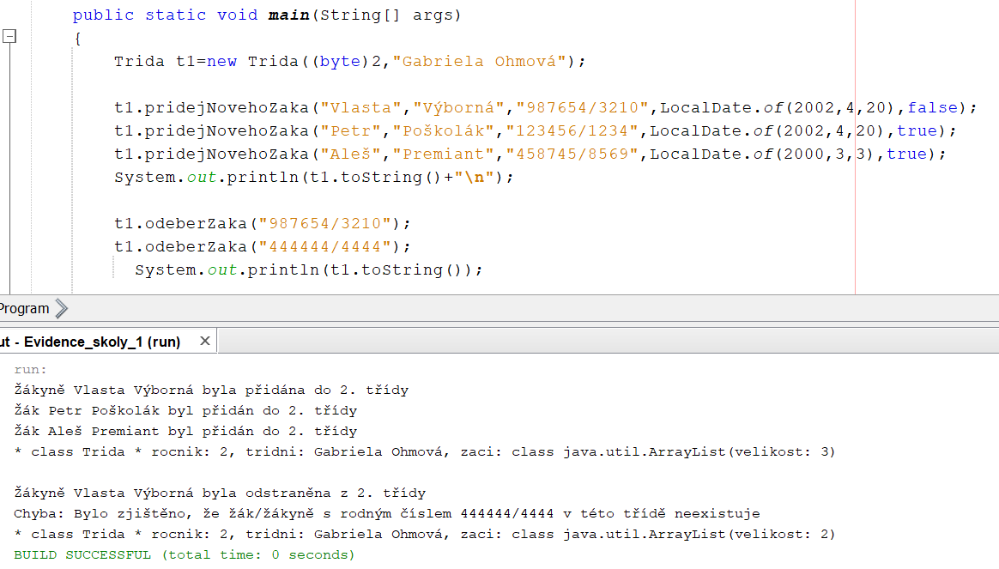 public static void main(String[] args)
{
Trida t1=new Trida((byte)2,"Gabriela Ohmová");
t1.pridejNovehoZaka("Vlasta","Výborná","987654/3210",LocalDate.of(2002,4,20),false);
t1.pridejNovehoZaka("Petr","Poškolák","123456/1234",LocalDate.of(2002,4,20),true);
t1.pridejNovehoZaka("Aleš","Premiant","458745/8569",LocalDate.of(2000,3,3),true);
System.out.println(t1.toString()+"\n");
t1.odeberZaka("987654/3210");
t1.odeberZaka("444444/4444");
System.out.println(t1.toString());
Program
ut - Evidence_skoly_1 (run)
run:
Žákyně Vlasta Výborná byla přidána do 2. třídy
Žák Petr Poškolák byl přidán do 2. třídy
Žák Aleš Premiant byl přidán do 2. třídy
* class Trida * rocnik: 2, tridni: Gabriela Ohmová, zaci: class java.util.ArrayList(velikost: 3)
Žákyně Vlasta Výborná byla odstraněna z 2. třídy
Chyba: Bylo zjištěno, že žák/žákyně s rodným číslem 444444/4444 v této třídě neexistuje
* class Trida * rocnik: 2, tridni: Gabriela Ohmová, zaci: class java.util.ArrayList(velikost: 2)
BUILD SUCCESSFUL (total time: 0 seconds)